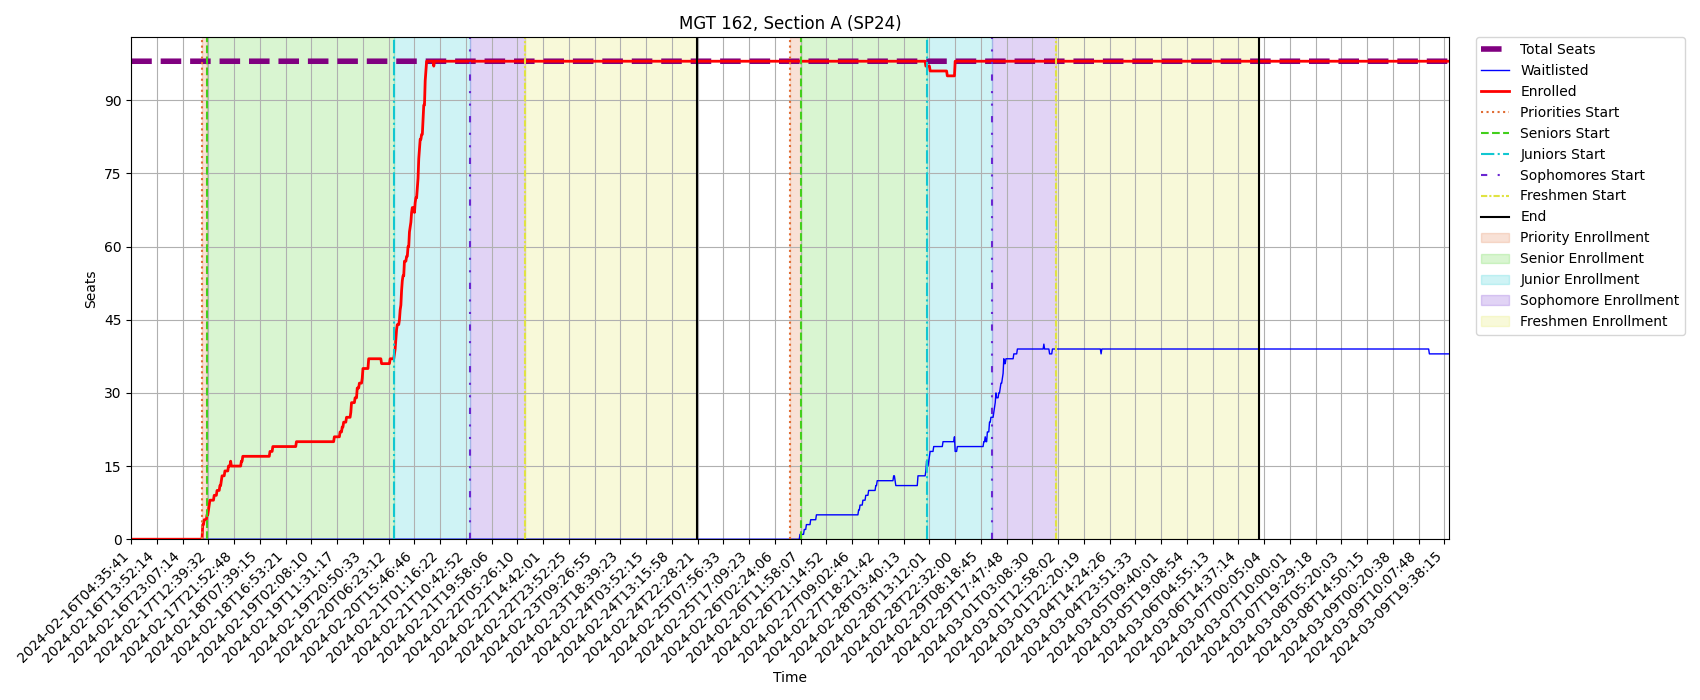 MGT 162, Section A (SP24)
Seats
90
75
60
45
30
15
0
2024-02-16T04:35:41
2024-02-16T13:52:14
2024-02-16T23:07:14
2024-02-17T12:39:32
2024-02-17T21:52:48
2024-02-18T07:39:15
2024-02-18T16:53:21
2024-02-19T02:08:10
2024-02-19T11:31:17
2024-02-19T20:50:33
2024-02-20T06:23:12
2024-02-20T15:46:46
2024-02-21T01:16:22
2024-02-21T10:42:52
2024-02-21T19:58:06
2024-02-22T05:26:10
2024-02-22T14:42:01
2024-02-22T23:52:25
2024-02-23T09:26:55
2024-02-23T18:39:23
2024-02-24T03:52:15
2024-02-24T13:15:58
2024-02-24T22:28:21
2024-02-25T07:56:33
2024-02-25T17:09:23
2024-02-26T02:24:06
2024-02-26T11:58:07
2024-02-26T21:14:52
2024-02-27T09:02:46
2024-02-27T18:21:42
2024-02-28T03:40:13
2024-02-28T13:12:01
2024-02-28T22:32:00
2024-02-29T08:18:45
2024-02-29T17:47:48
2024-03-01T03:08:30
2024-03-01T12:58:02
2024-03-01T22:20:19
2024-03-04T14:24:26
2024-03-04T23:51:33
2024-03-05T09:40:01
2024-03-05T19:08:54
2024-03-06T04:55:13
2024-03-06T14:37:14
2024-03-07T00:05:04
2024-03-07T10:00:01
2024-03-07T19:29:18
2024-03-08T05:20:03
2024-03-08T14:50:15
2024-03-09T00:20:38
2024-03-09T10:07:48
2024-03-09T19:38:15
Time
Total Seats
Waitlisted
Enrolled
Priorities Start
Seniors Start
Juniors Start
Sophomores Start
Freshmen Start
End
Priority Enrollment
Senior Enrollment
Junior Enrollment
Sophomore Enrollment
Freshmen Enrollment